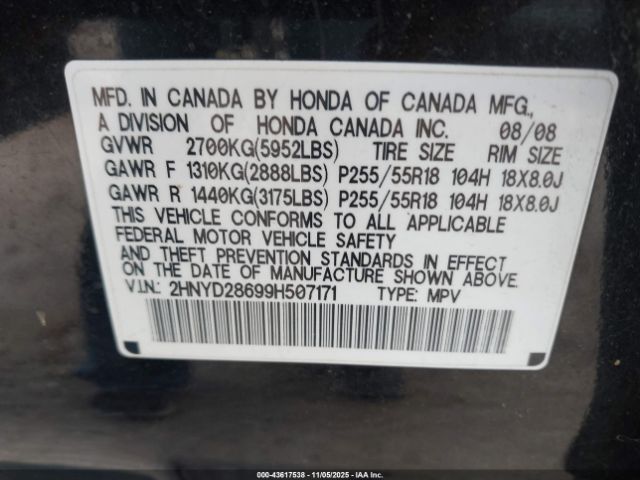 MFD. IN CANADA BY HONDA OF CANADA MFG.,
A DIVISION OF HONDA CANADA INC. 08/08
GVWR 2700KG(5952LBS) TIRE SIZE RIM SIZE
GAWR F 1310KG(2888LBS) P255/55R18 104H 18X8.0J
GAWR R 1440KG(3175LBS) P255/55R18 104H 18X8.0J
THIS VEHICLE CONFORMS TO ALL APPLICABLE
FEDERAL MOTOR VEHICLE SAFETY
AND THEFT PREVENTION STANDARDS IN EFFECT
ON THE DATE OF MANUFACTURE SHOWN ABOVE.
V.I.N.: 2HNYD28699H507171 TYPE: MPV
000-43617538 - 11/05/2025 - IAAI.COM